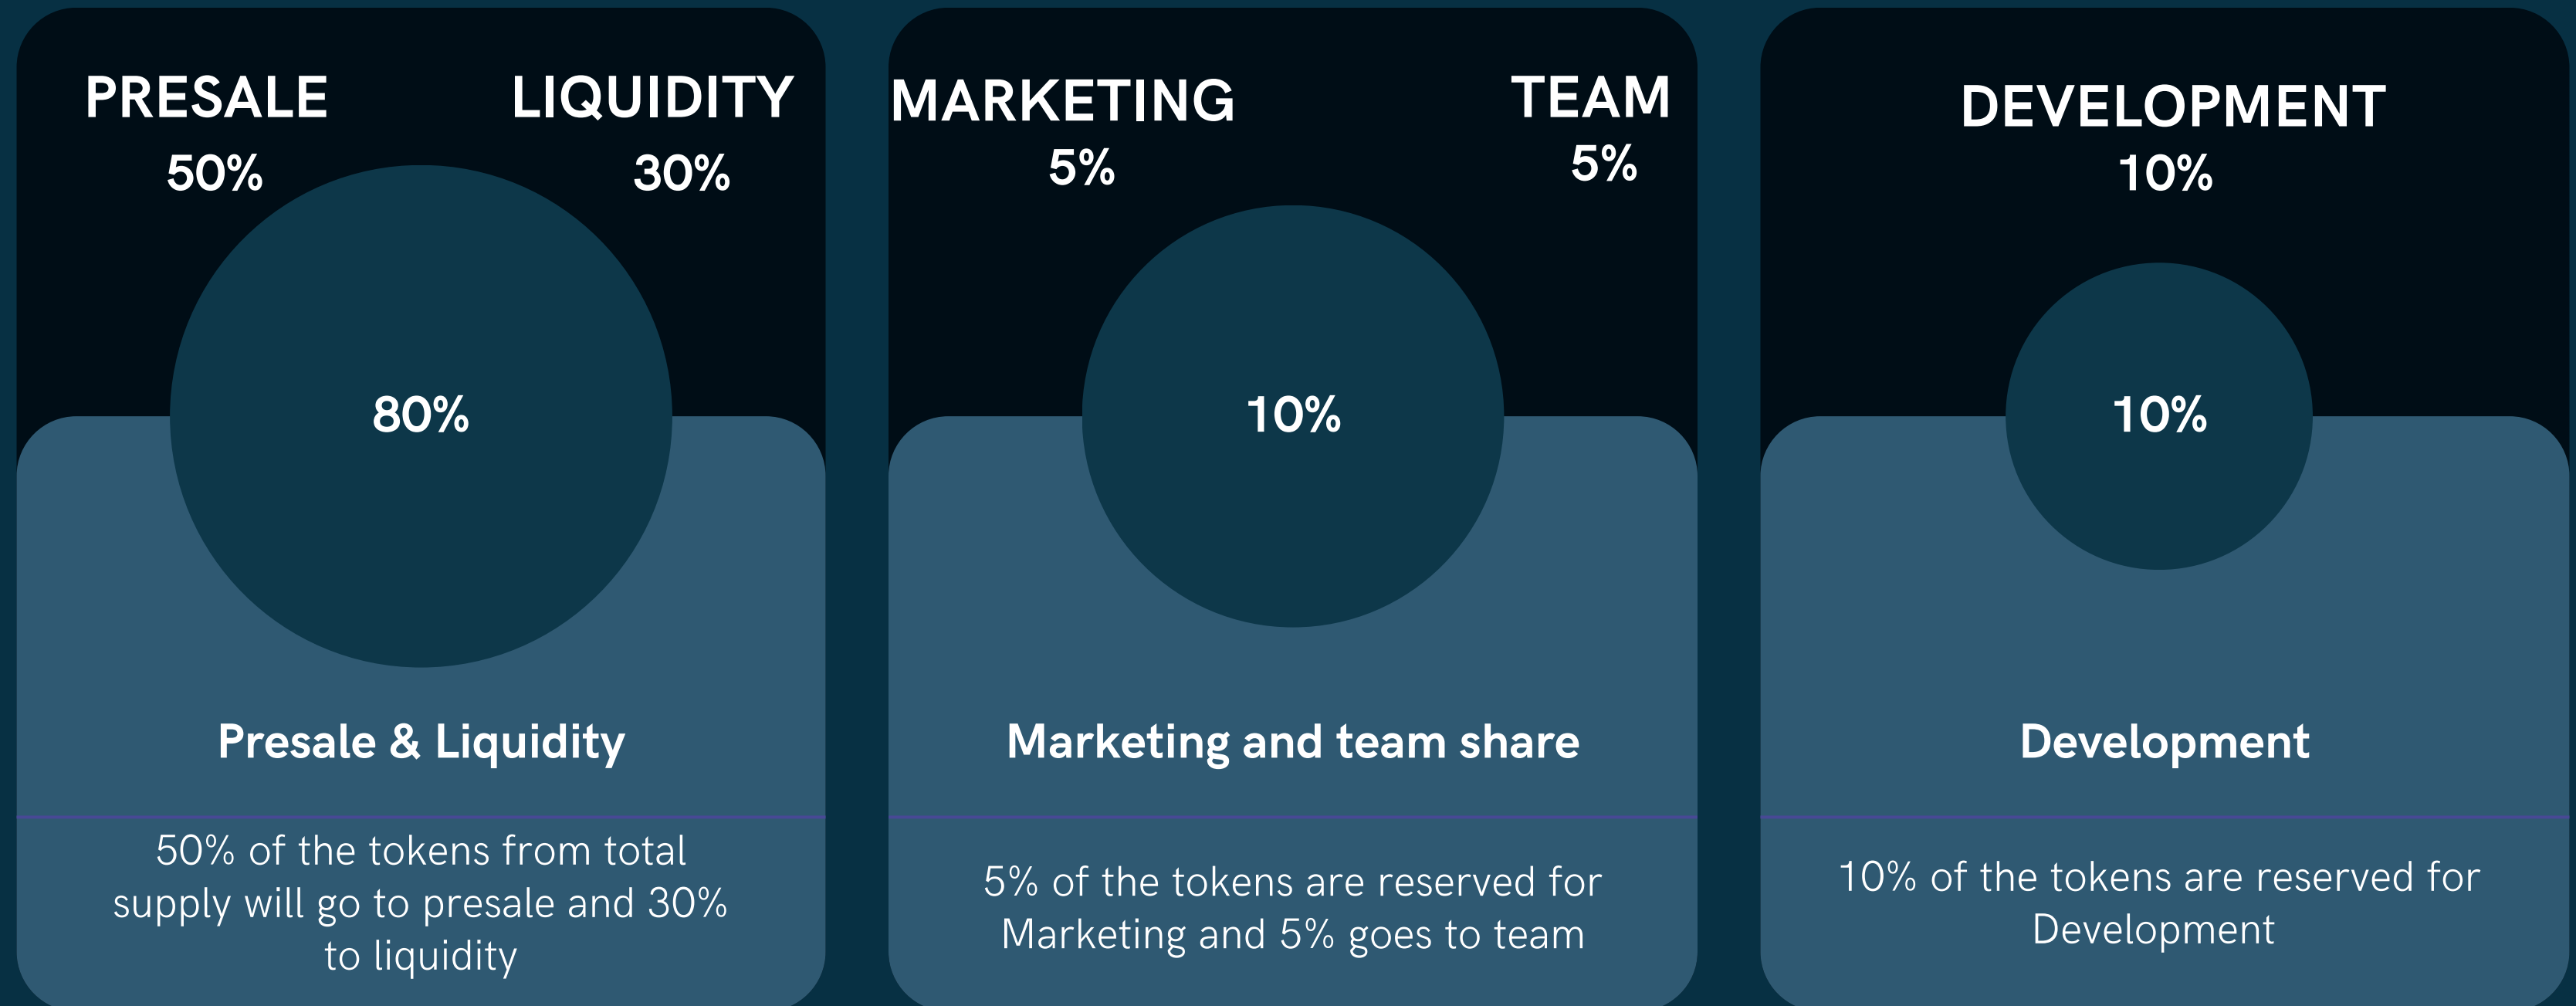 PRESALE
50%
LIQUIDITY
30%
80%
Presale & Liquidity
50% of the tokens from total
supply will go to presale and 30%
to liquidity
MARKETING
5%
TEAM
5%
10%
Marketing and team share
5% of the tokens are reserved for
Marketing and 5% goes to team
DEVELOPMENT
10%
10%
Development
10% of the tokens are reserved for
Development